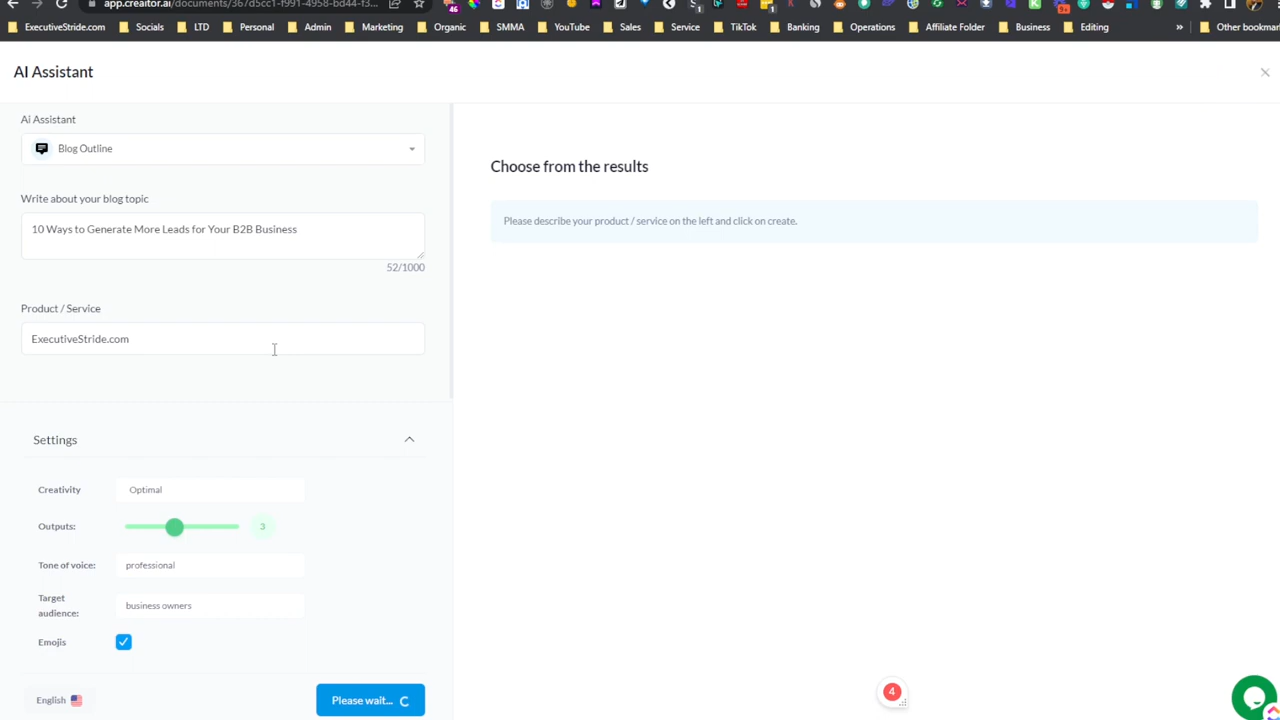 app.creaitor.ai/documents/367d5cc1-f991-4958-bd44-f3...
ExecutiveStride.com Socials LTD Personal Admin Marketing Organic SMMA YouTube Sales Service TikTok Banking Operations Affiliate Folder Business Editing » Other bookmar
AI Assistant
Ai Assistant
Blog Outline
Write about your blog topic
10 Ways to Generate More Leads for Your B2B Business
52/1000
Product / Service
ExecutiveStride.com
Settings
Creativity Optimal
Outputs: 3
Tone of voice: professional
Target audience: business owners
Emojis
English
Please wait...
Choose from the results
Please describe your product / service on the left and click on create.
4